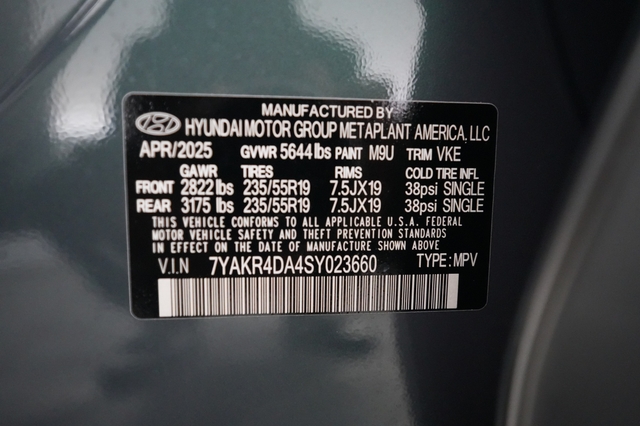 MANUFACTURED BY
HYUNDAI MOTOR GROUP METAPLANT AMERICA, LLC
APR/2025 GVWR 5644 lbs PAINT M9U TRIM VKE
GAWR TIRES RIMS COLD TIRE INFL
FRONT 2822 lbs 235/55R19 7.5JX19 38psi SINGLE
REAR 3175 lbs 235/55R19 7.5JX19 38psi SINGLE
THIS VEHICLE CONFORMS TO ALL APPLICABLE U.S.A. FEDERAL
MOTOR VEHICLE SAFETY AND THEFT PREVENTION STANDARDS
IN EFFECT ON THE DATE OF MANUFACTURE SHOWN ABOVE
V.I.N 7YAKR4DA4SY023660 TYPE: MPV